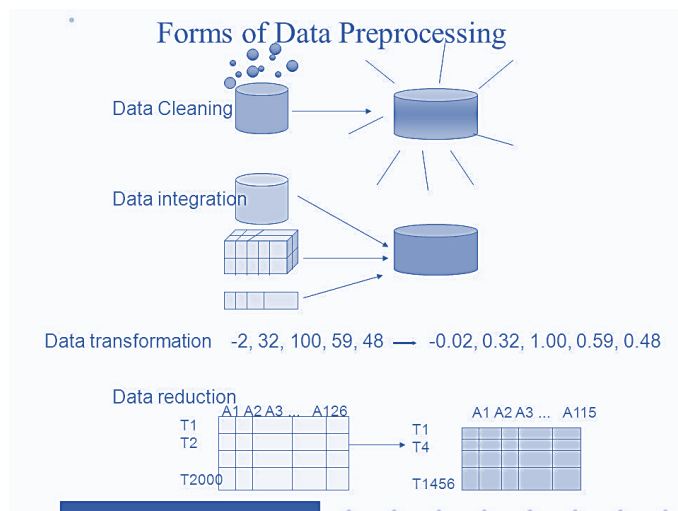 Forms of Data Preprocessing
Data Cleaning
Data integration
Data transformation -2, 32, 100, 59, 48 → -0.02, 0.32, 1.00, 0.59, 0.48
Data reduction
A1 A2 A3 ... A126
T1
T2
T2000
A1 A2 A3 ... A115
T1
T4
T1456